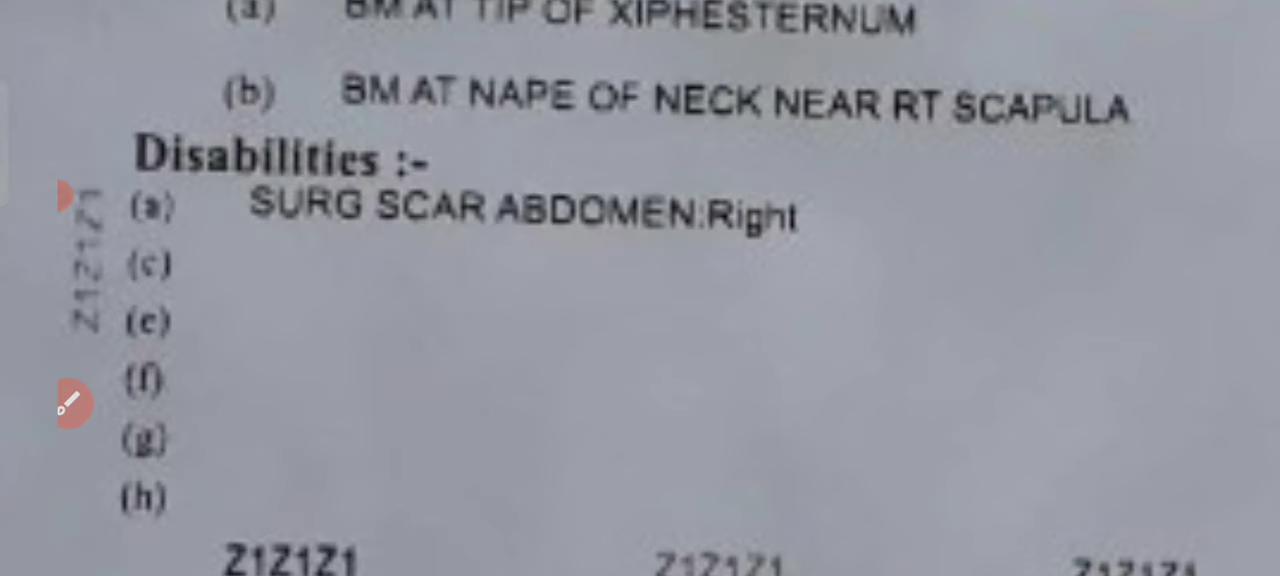 (a) BM AT TIP OF XIPHESTERNUM
(b) BM AT NAPE OF NECK NEAR RT SCAPULA
Disabilities :-
(a) SURG SCAR ABDOMEN:Right
Z1Z1Z1
(c)
(e)
(f)
(g)
(h)
Z1Z1Z1 Z1Z1Z1 Z1Z1Z1